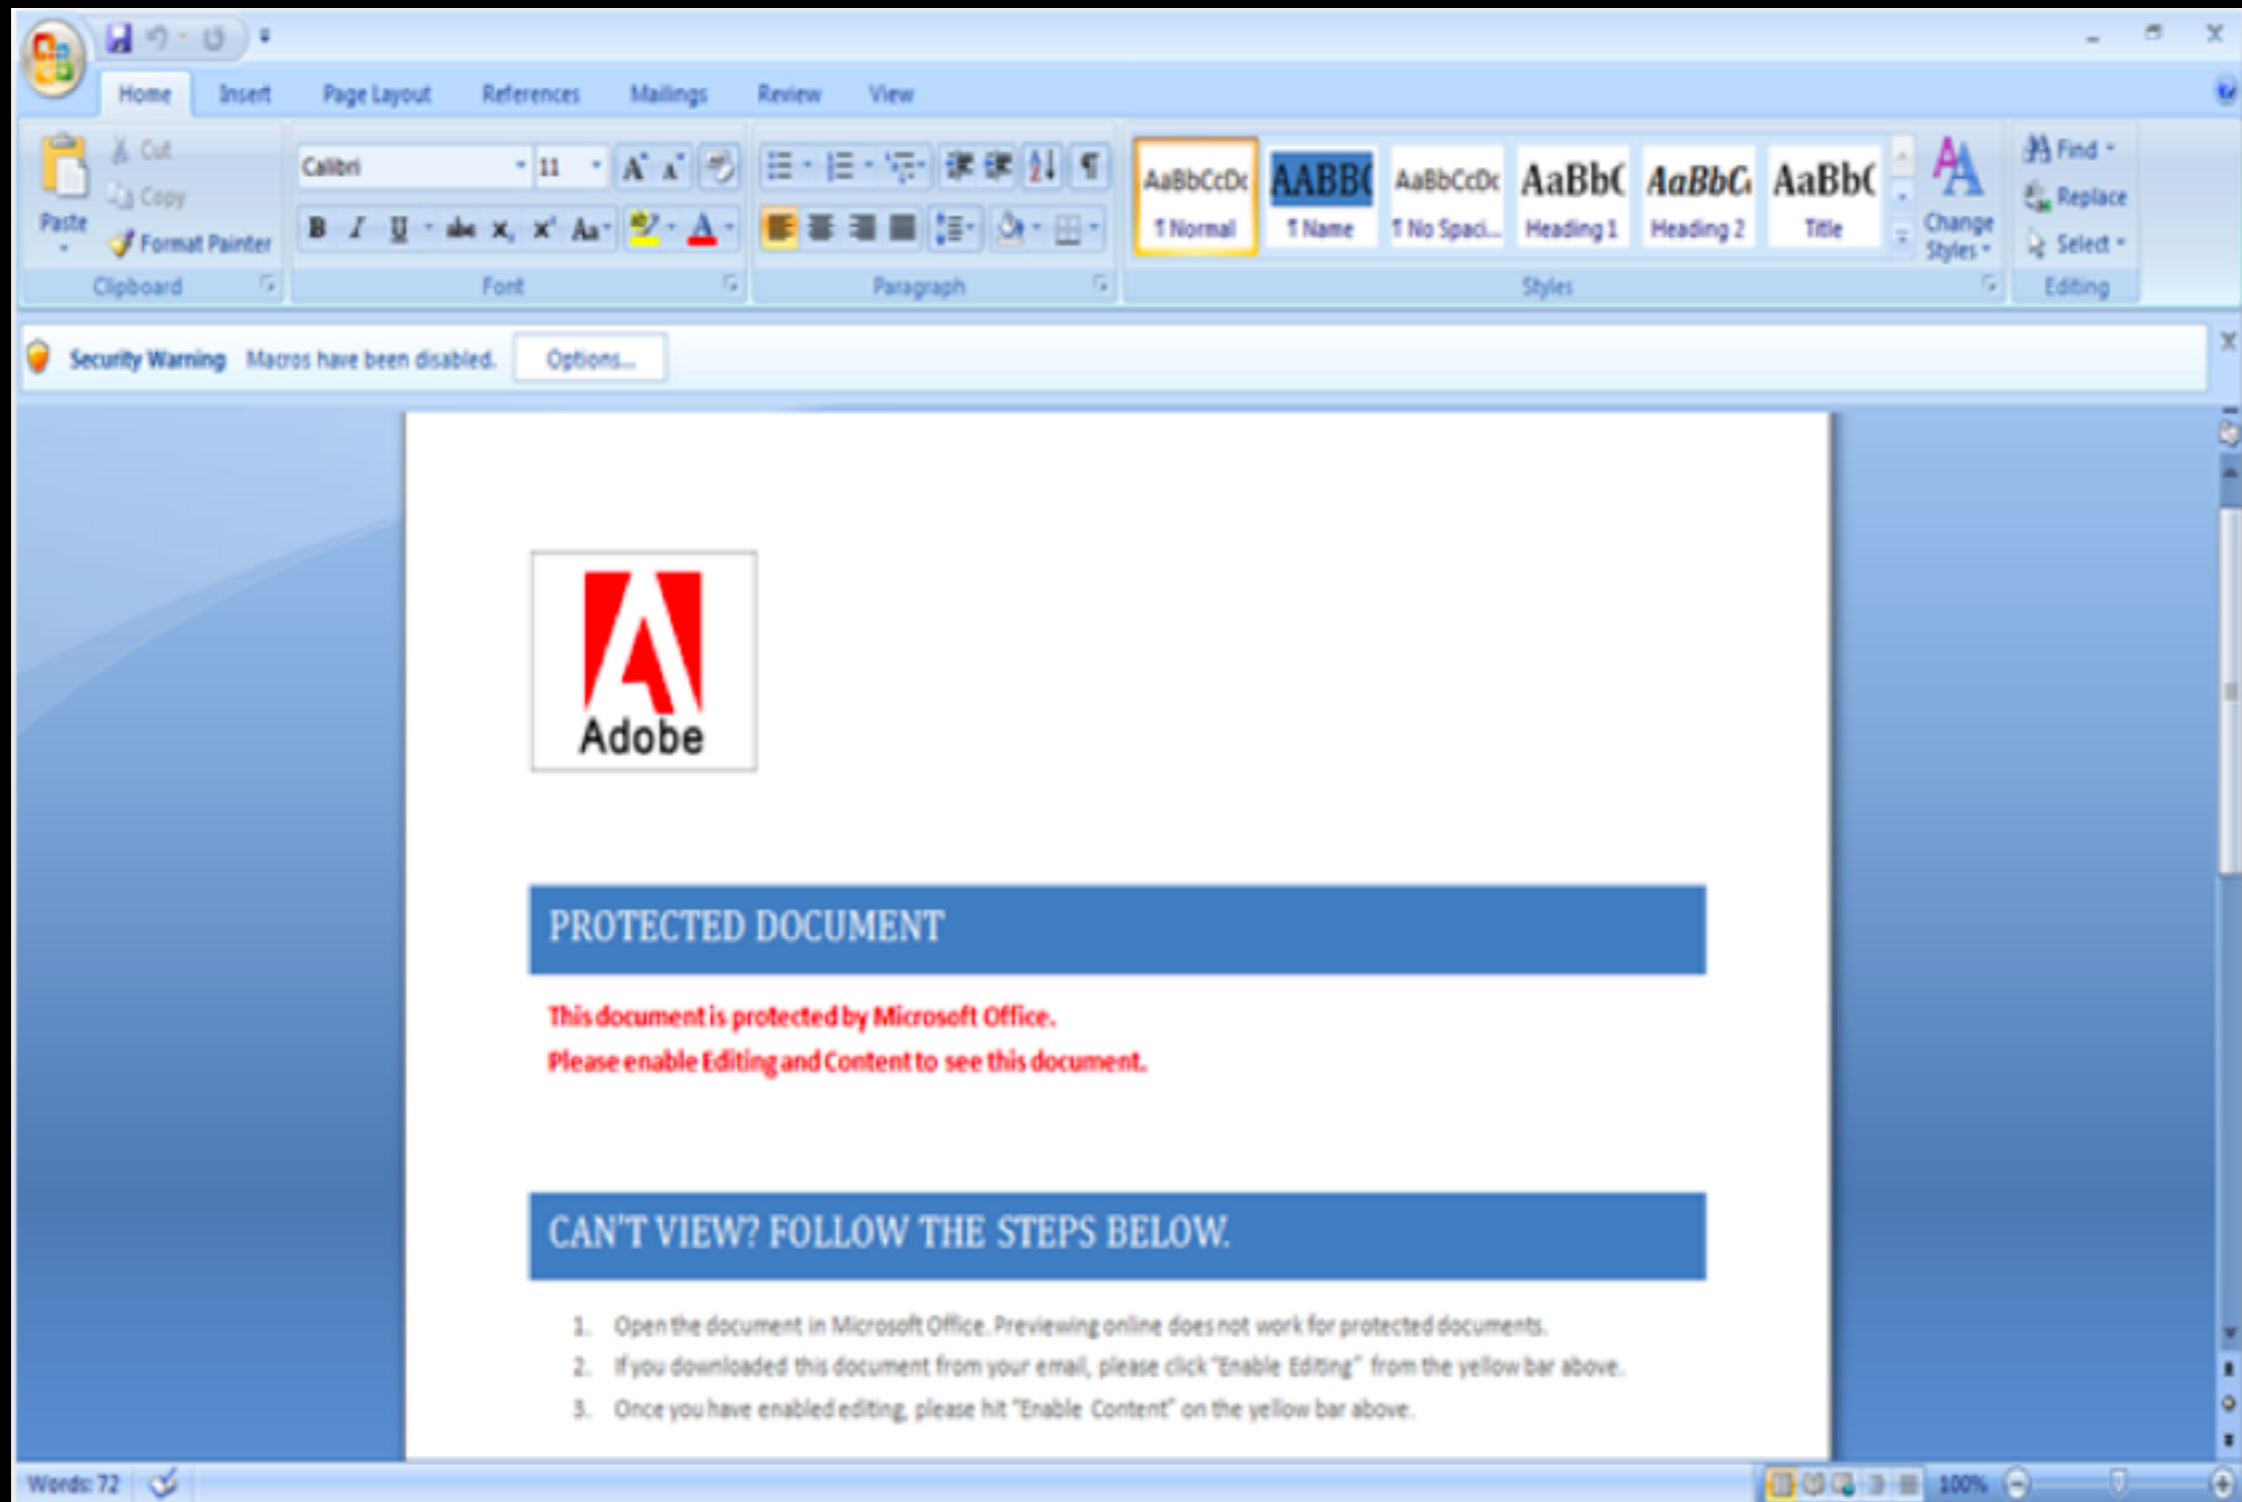 Home Insert Page Layout References Mailings Review View
Cut
Copy
Paste
Format Painter
Clipboard
Calibri 11
Font
Paragraph
AaBbCcDc AABB( AaBbCcDc AaBb( AaBbC AaBb(
¶ Normal ¶ Name ¶ No Spaci... Heading 1 Heading 2 Title
Change
Styles
Styles
Find
Replace
Select
Editing
Security Warning Macros have been disabled. Options...
Adobe
PROTECTED DOCUMENT
This document is protected by Microsoft Office.
Please enable Editing and Content to see this document.
CAN'T VIEW? FOLLOW THE STEPS BELOW.
1. Open the document in Microsoft Office. Previewing online does not work for protected documents.
2. If you downloaded this document from your email, please click "Enable Editing" from the yellow bar above.
3. Once you have enabled editing, please hit "Enable Content" on the yellow bar above.
Words: 72 100%